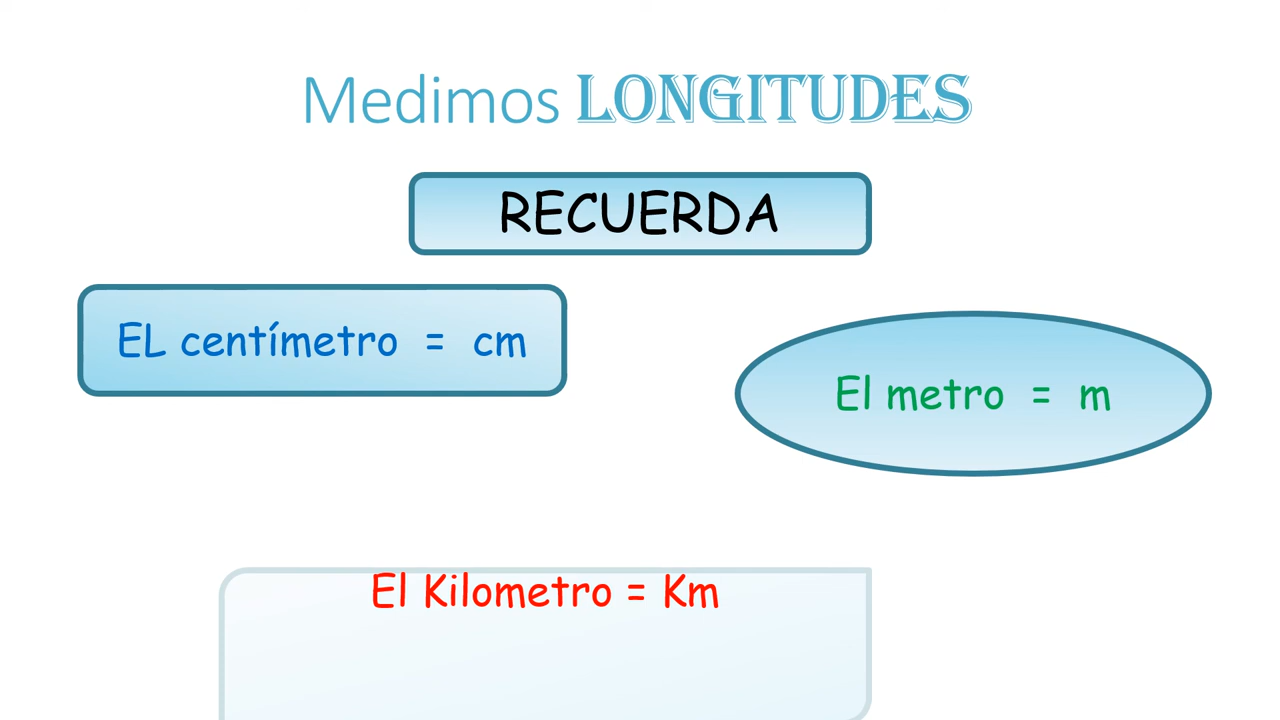 Medimos LONGITUDES
RECUERDA
EL centímetro = cm
El metro = m
El Kilometro = Km